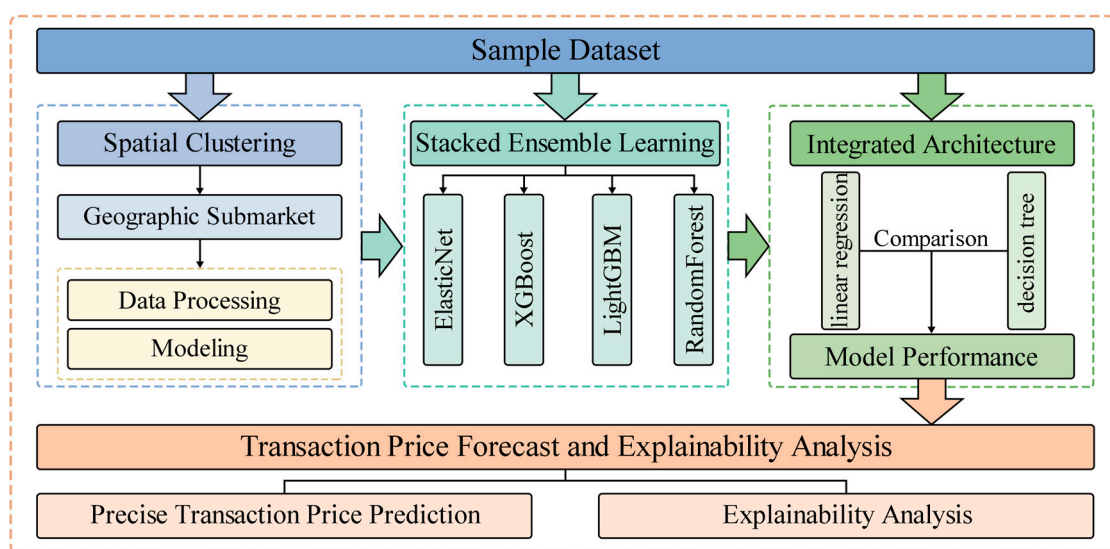 Sample Dataset
Spatial Clustering
Geographic Submarket
Data Processing
Modeling
Stacked Ensemble Learning
ElasticNet
XGBoost
LightGBM
RandomForest
Integrated Architecture
linear regression
Comparison
decision tree
Model Performance
Transaction Price Forecast and Explainability Analysis
Precise Transaction Price Prediction
Explainability Analysis